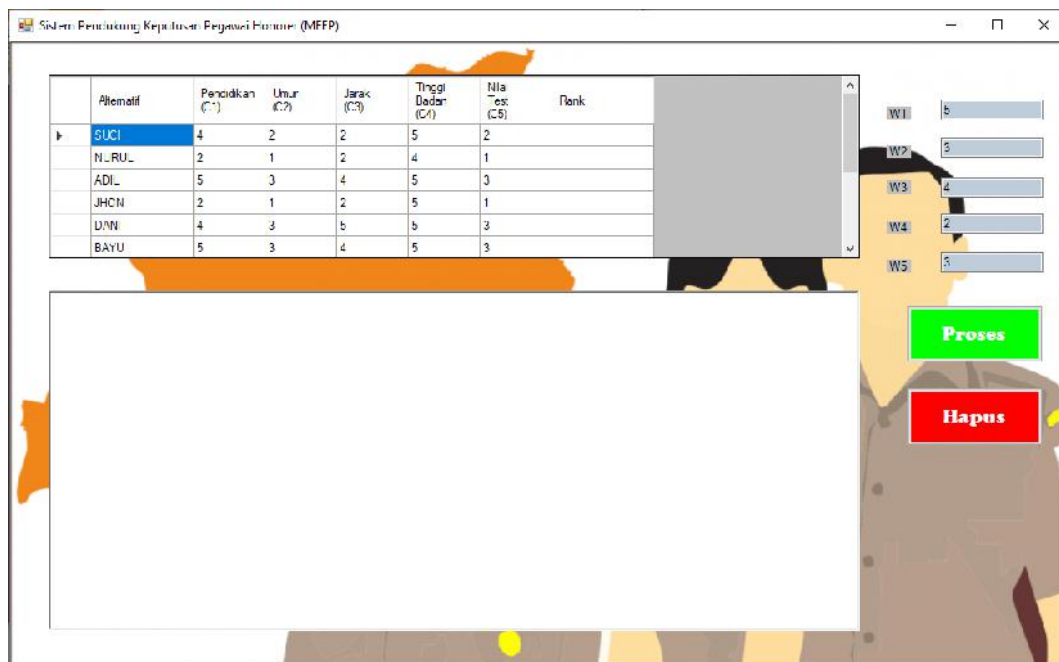 Sistem Pendukung Keputusan Pegawai Honorer (MFEP)
Alternatif Pendidikan (C1) Umur (C2) Jarak (C3) Tinggi Badan (C4) Nilai Test (C5) Rank
SUCI 4 2 2 5 2
NURUL 2 1 2 4 1
ADIL 5 3 4 5 3
JHON 2 1 2 5 1
DANI 4 3 5 5 3
BAYU 5 3 4 5 3
W1 5
W2 3
W3 4
W4 2
W5 3
Proses
Hapus